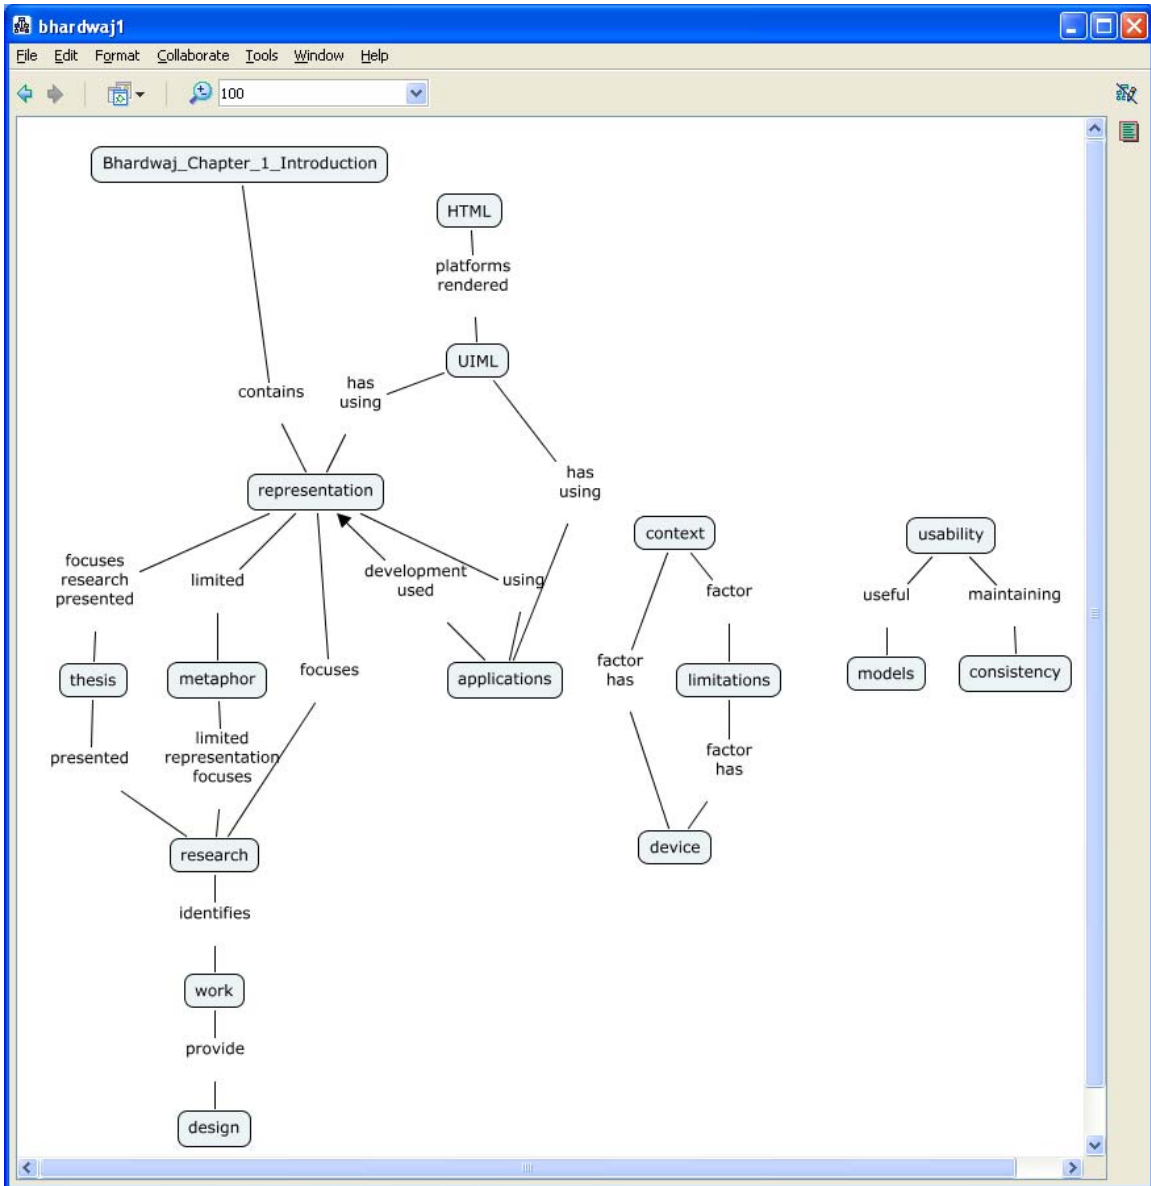 bhardwaj1
File Edit Format Collaborate Tools Window Help
100
Bhardwaj_Chapter_1_Introduction
HTML
platforms
rendered
UIML
contains
has
using
representation
has
using
context
usability
focuses
research
presented
limited
development
used
using
factor
useful
maintaining
thesis
metaphor
focuses
applications
factor
has
limitations
models
consistency
presented
limited
representation
focuses
factor
has
research
device
identifies
work
provide
design